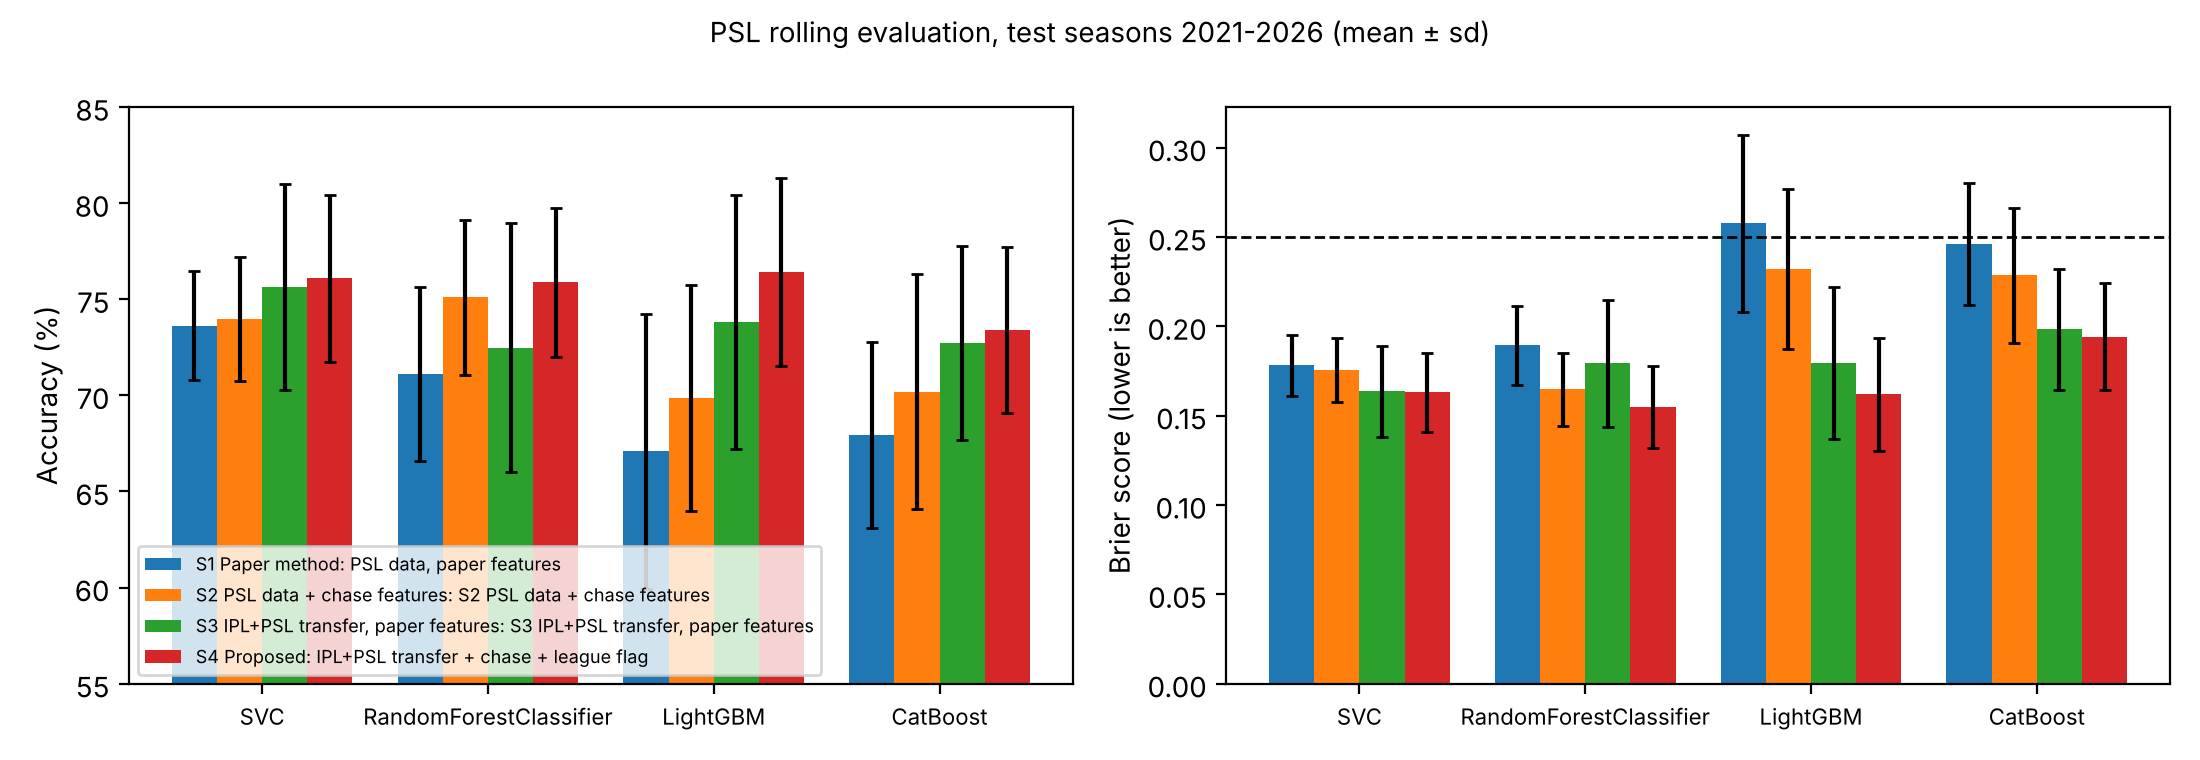 PSL rolling evaluation, test seasons 2021-2026 (mean ± sd)
Accuracy (%)
85
80
75
70
65
60
55
S1 Paper method: PSL data, paper features
S2 PSL data + chase features: S2 PSL data + chase features
S3 IPL+PSL transfer, paper features: S3 IPL+PSL transfer, paper features
S4 Proposed: IPL+PSL transfer + chase + league flag
SVC
RandomForestClassifier
LightGBM
CatBoost
Brier score (lower is better)
0.30
0.25
0.20
0.15
0.10
0.05
0.00
SVC
RandomForestClassifier
LightGBM
CatBoost